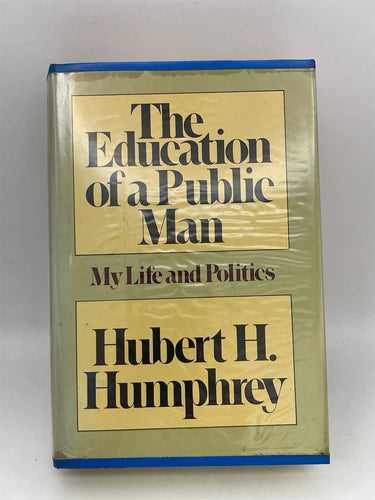 The
Education
of a Public
Man
My Life and Politics
Hubert H.
Humphrey